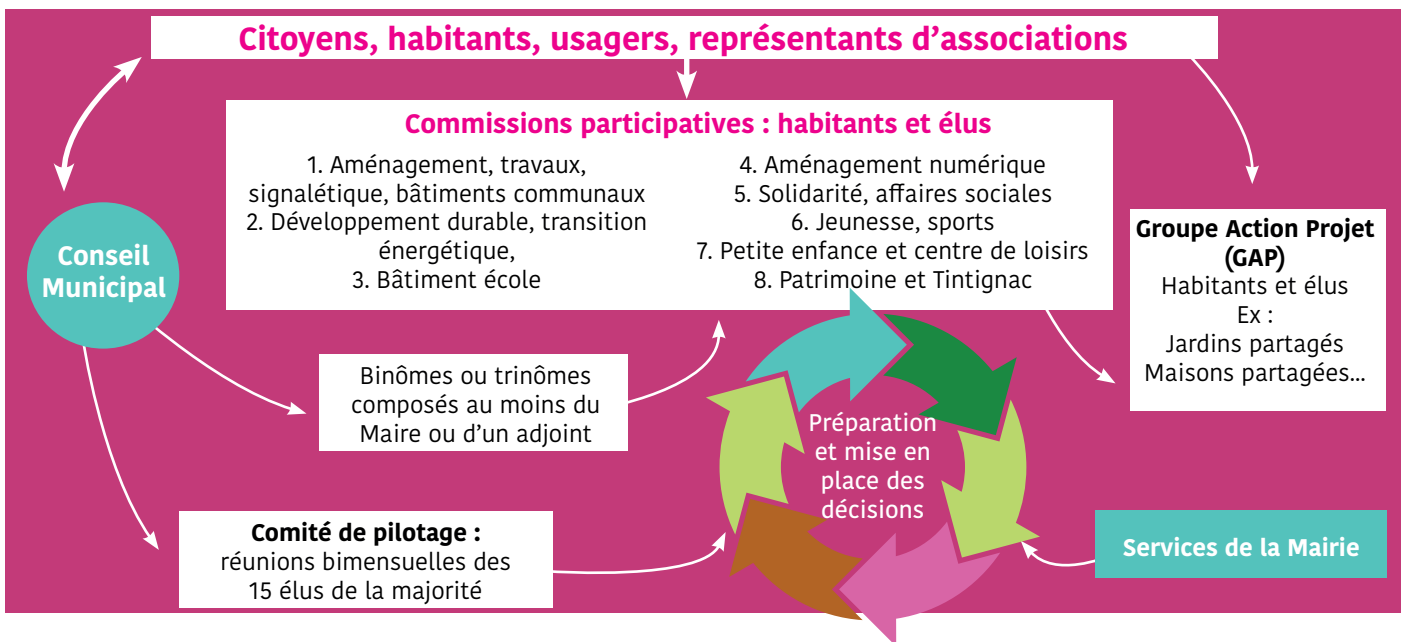 Citoyens, habitants, usagers, représentants d’associations
Commissions participatives : habitants et élus
1. Aménagement, travaux,
signalétique, bâtiments communaux
2. Développement durable, transition
énergétique,
3. Bâtiment école
4. Aménagement numérique
5. Solidarité, affaires sociales
6. Jeunesse, sports
7. Petite enfance et centre de loisirs
8. Patrimoine et Tintignac
Conseil
Municipal
Groupe Action Projet
(GAP)
Habitants et élus
Ex :
Jardins partagés
Maisons partagées...
Binômes ou trinômes
composés au moins du
Maire ou d’un adjoint
Préparation
et mise en
place des
décisions
Comité de pilotage :
réunions bimensuelles des
15 élus de la majorité
Services de la Mairie